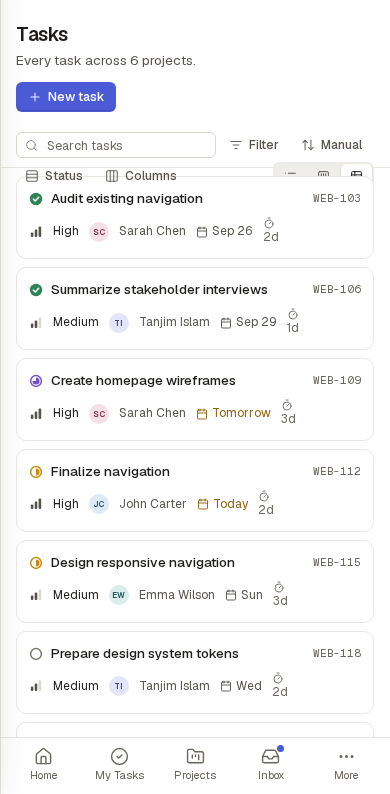 Tasks
Every task across 6 projects.
New task
Search tasks
Filter
Manual
Status
Columns
Audit existing navigation WEB-103
High SC Sarah Chen Sep 26 2d
Summarize stakeholder interviews WEB-106
Medium TI Tanjim Islam Sep 29 1d
Create homepage wireframes WEB-109
High SC Sarah Chen Tomorrow 3d
Finalize navigation WEB-112
High JC John Carter Today 2d
Design responsive navigation WEB-115
Medium EW Emma Wilson Sun 3d
Prepare design system tokens WEB-118
Medium TI Tanjim Islam Wed 2d
Home My Tasks Projects Inbox More